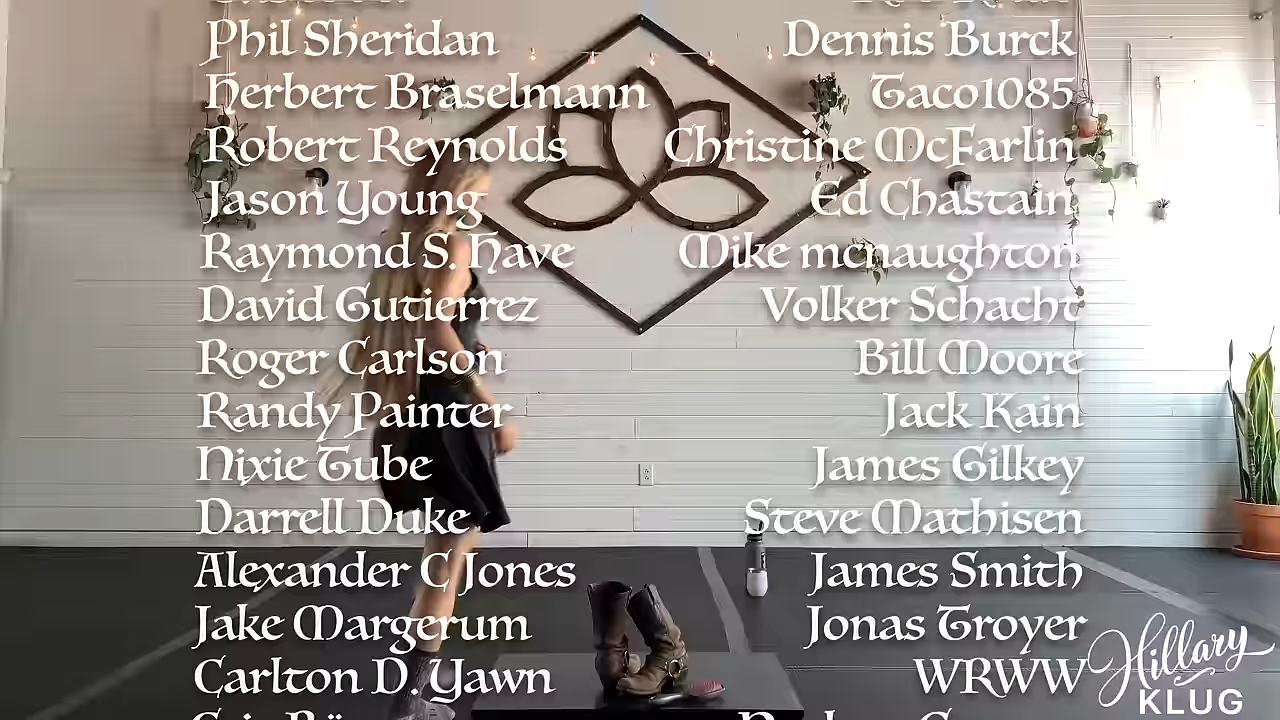 Phil Sheridan
Herbert Braselmann
Robert Reynolds
Jason Young
Raymond S. Have
David Gutierrez
Roger Carlson
Randy Painter
Nixie Tube
Darrell Duke
Alexander C Jones
Jake Margerum
Carlton D. Yawn
Dennis Burck
Taco1085
Christine McFarlin
Ed Chastain
Mike mcnaughton
Volker Schacht
Bill Moore
Jack Kain
James Gilkey
Steve Mathisen
James Smith
Jonas Troyer
WRWW
Hillary
KLUG